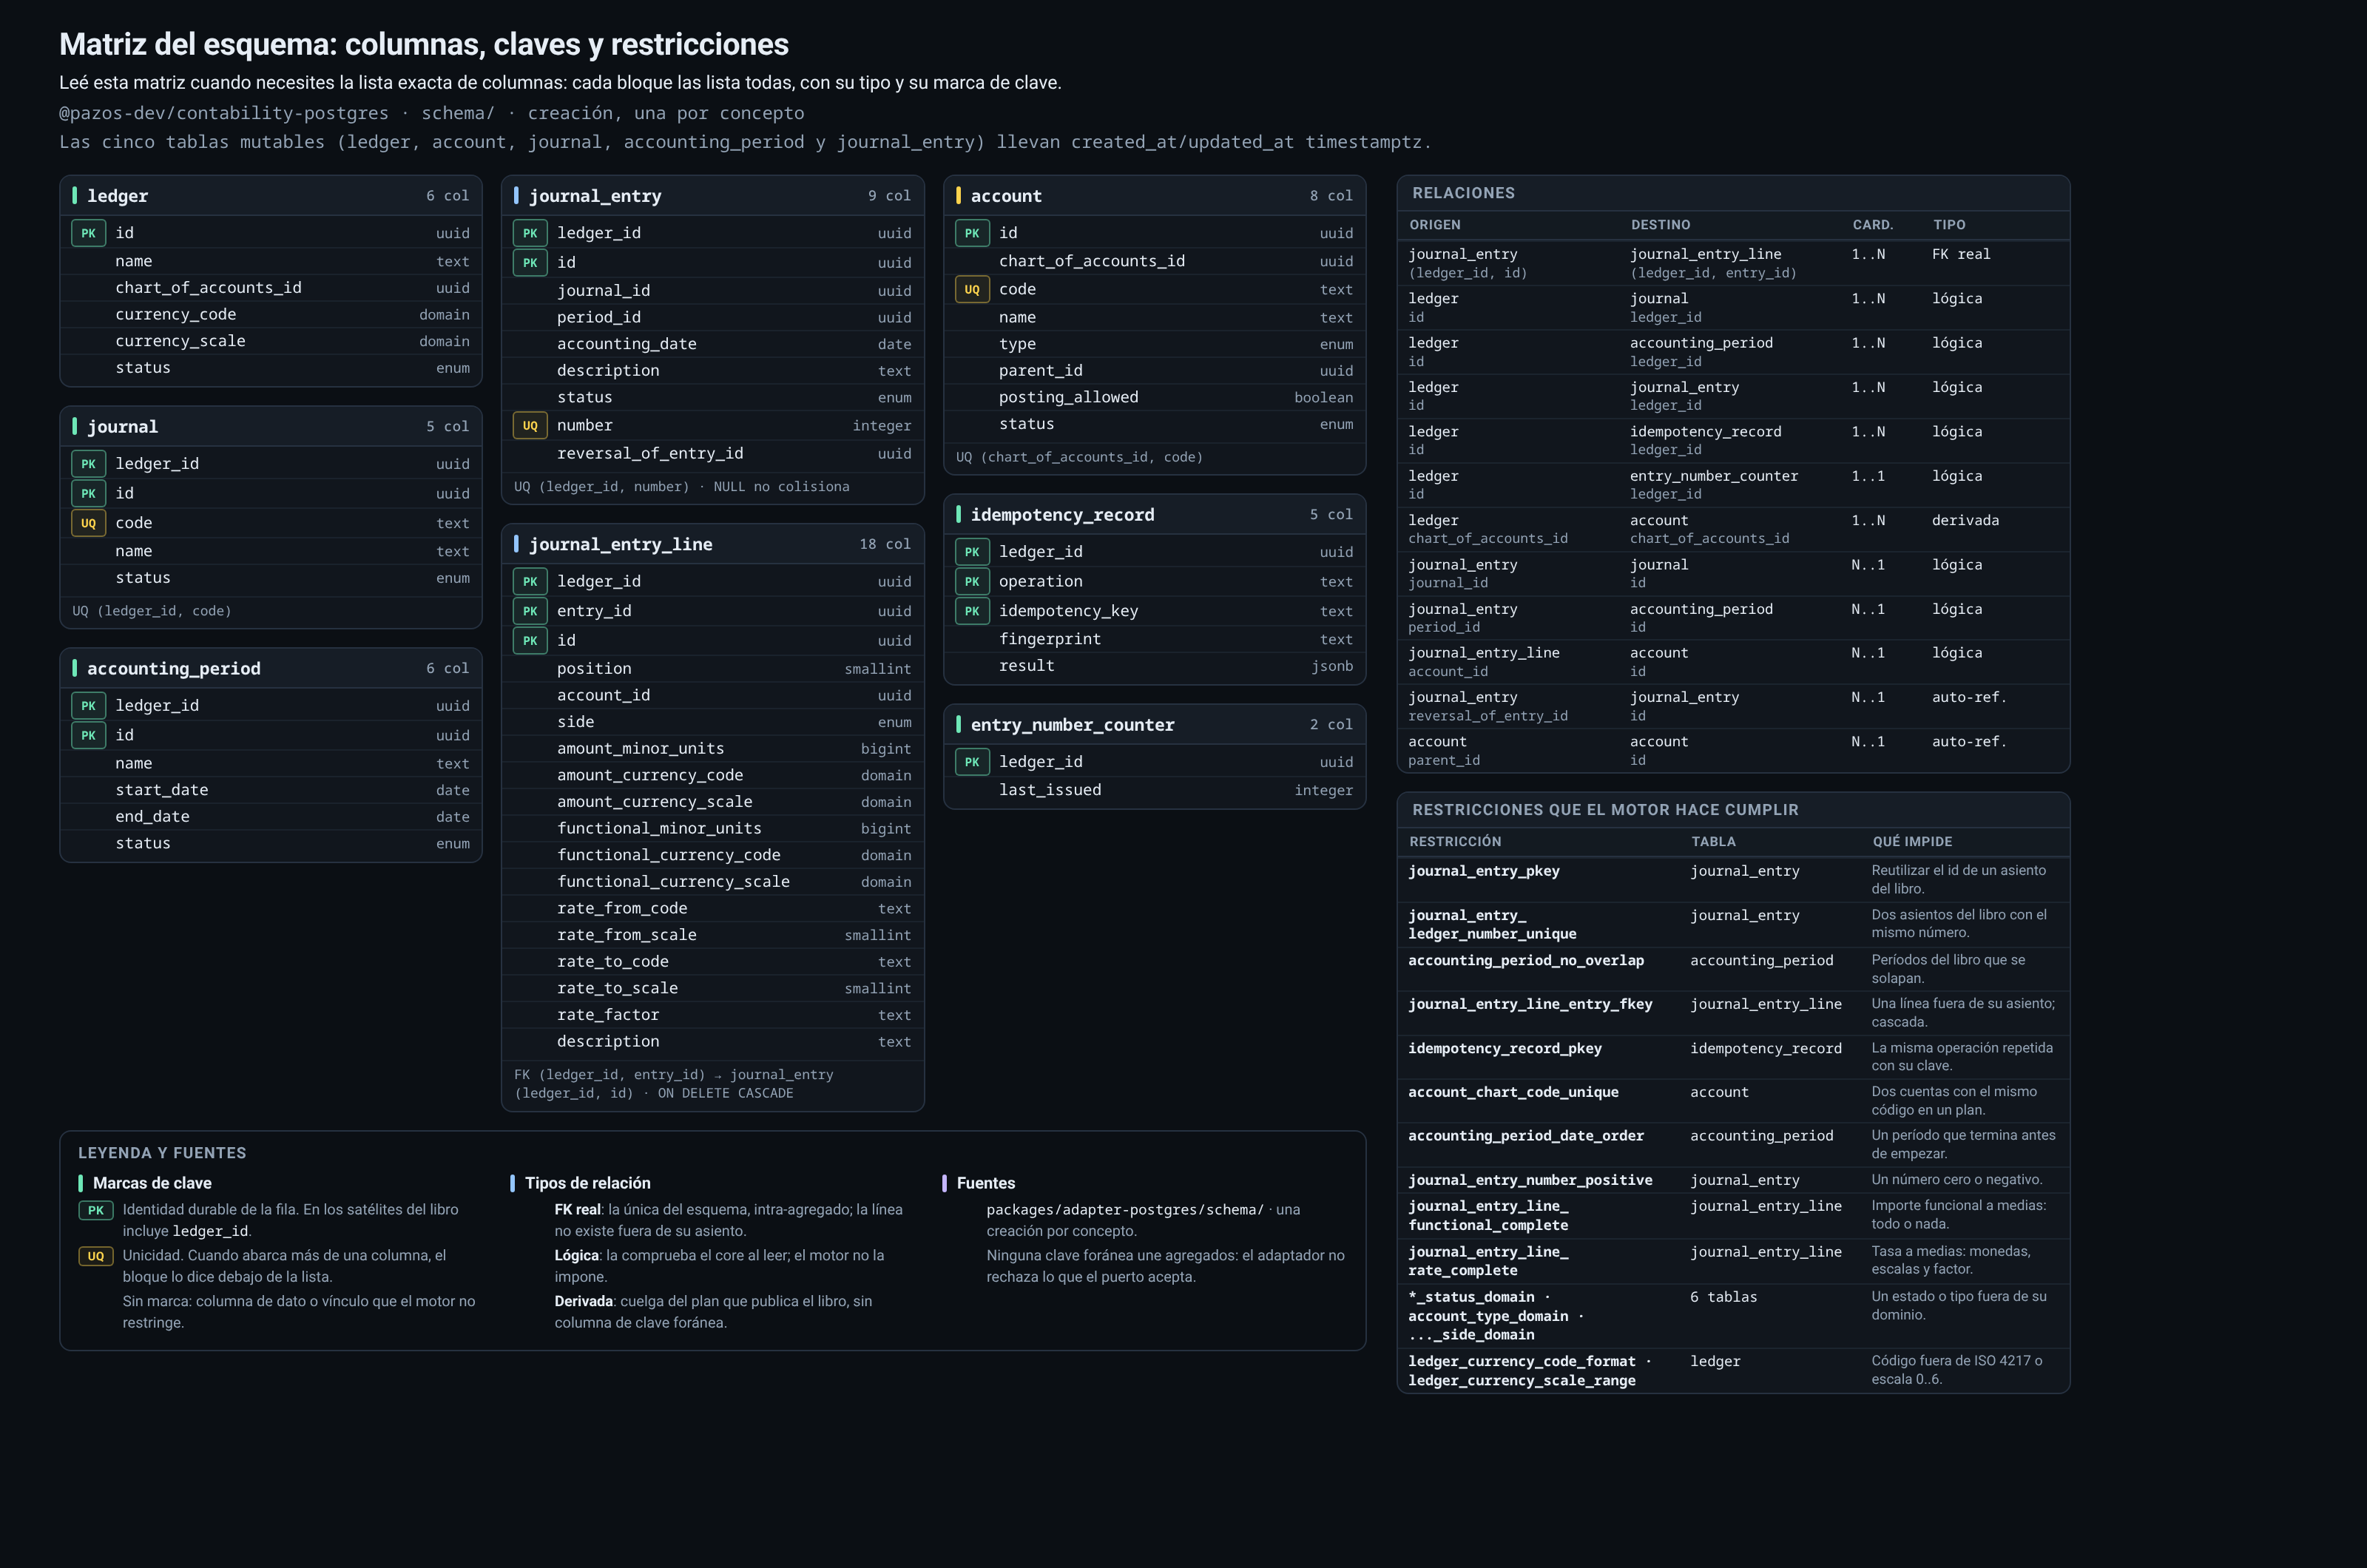 Matriz del esquema: columnas, claves y restricciones
Leé esta matriz cuando necesites la lista exacta de columnas: cada bloque las lista todas, con su tipo y su marca de clave.
@pazos-dev/contability-postgres · schema/ · creación, una por concepto
Las cinco tablas mutables (ledger, account, journal, accounting_period y journal_entry) llevan created_at/updated_at timestamptz.
ledger 6 col
PK id uuid
name text
chart_of_accounts_id uuid
currency_code domain
currency_scale domain
status enum
journal 5 col
PK ledger_id uuid
PK id uuid
UQ code text
name text
status enum
UQ (ledger_id, code)
accounting_period 6 col
PK ledger_id uuid
PK id uuid
name text
start_date date
end_date date
status enum
journal_entry 9 col
PK ledger_id uuid
PK id uuid
journal_id uuid
period_id uuid
accounting_date date
description text
status enum
UQ number integer
reversal_of_entry_id uuid
UQ (ledger_id, number) · NULL no colisiona
journal_entry_line 18 col
PK ledger_id uuid
PK entry_id uuid
PK id uuid
position smallint
account_id uuid
side enum
amount_minor_units bigint
amount_currency_code domain
amount_currency_scale domain
functional_minor_units bigint
functional_currency_code domain
functional_currency_scale domain
rate_from_code text
rate_from_scale smallint
rate_to_code text
rate_to_scale smallint
rate_factor text
description text
FK (ledger_id, entry_id) → journal_entry
(ledger_id, id) · ON DELETE CASCADE
account 8 col
PK id uuid
chart_of_accounts_id uuid
UQ code text
name text
type enum
parent_id uuid
posting_allowed boolean
status enum
UQ (chart_of_accounts_id, code)
idempotency_record 5 col
PK ledger_id uuid
PK operation text
PK idempotency_key text
fingerprint text
result jsonb
entry_number_counter 2 col
PK ledger_id uuid
last_issued integer
RELACIONES
ORIGEN DESTINO CARD. TIPO
journal_entry journal_entry_line 1..N FK real
(ledger_id, id) (ledger_id, entry_id)
ledger journal 1..N lógica
id ledger_id
ledger accounting_period 1..N lógica
id ledger_id
ledger journal_entry 1..N lógica
id ledger_id
ledger idempotency_record 1..N lógica
id ledger_id
ledger entry_number_counter 1..1 lógica
id ledger_id
ledger account 1..N derivada
chart_of_accounts_id chart_of_accounts_id
journal_entry journal N..1 lógica
journal_id id
journal_entry accounting_period N..1 lógica
period_id id
journal_entry_line account N..1 lógica
account_id id
journal_entry journal_entry N..1 auto-ref.
reversal_of_entry_id id
account account N..1 auto-ref.
parent_id id
RESTRICCIONES QUE EL MOTOR HACE CUMPLIR
RESTRICCIÓN TABLA QUÉ IMPIDE
journal_entry_pkey journal_entry Reutilizar el id de un asiento
del libro.
journal_entry_ journal_entry Dos asientos del libro con el
ledger_number_unique mismo número.
accounting_period_no_overlap accounting_period Períodos del libro que se
solapan.
journal_entry_line_entry_fkey journal_entry_line Una línea fuera de su asiento;
cascada.
idempotency_record_pkey idempotency_record La misma operación repetida
con su clave.
account_chart_code_unique account Dos cuentas con el mismo
código en un plan.
accounting_period_date_order accounting_period Un período que termina antes
de empezar.
journal_entry_number_positive journal_entry Un número cero o negativo.
journal_entry_line_ journal_entry_line Importe funcional a medias:
functional_complete todo o nada.
journal_entry_line_ journal_entry_line Tasa a medias: monedas,
rate_complete escalas y factor.
*_status_domain · 6 tablas Un estado o tipo fuera de su
account_type_domain · dominio.
..._side_domain
ledger_currency_code_format · ledger Código fuera de ISO 4217 o
ledger_currency_scale_range escala 0..6.
LEYENDA Y FUENTES
Marcas de clave
PK Identidad durable de la fila. En los satélites del libro
incluye ledger_id.
UQ Unicidad. Cuando abarca más de una columna, el
bloque lo dice debajo de la lista.
Sin marca: columna de dato o vínculo que el motor no
restringe.
Tipos de relación
FK real: la única del esquema, intra-agregado; la línea
no existe fuera de su asiento.
Lógica: la comprueba el core al leer; el motor no la
impone.
Derivada: cuelga del plan que publica el libro, sin
columna de clave foránea.
Fuentes
packages/adapter-postgres/schema/ · una
creación por concepto.
Ninguna clave foránea une agregados: el adaptador no
rechaza lo que el puerto acepta.